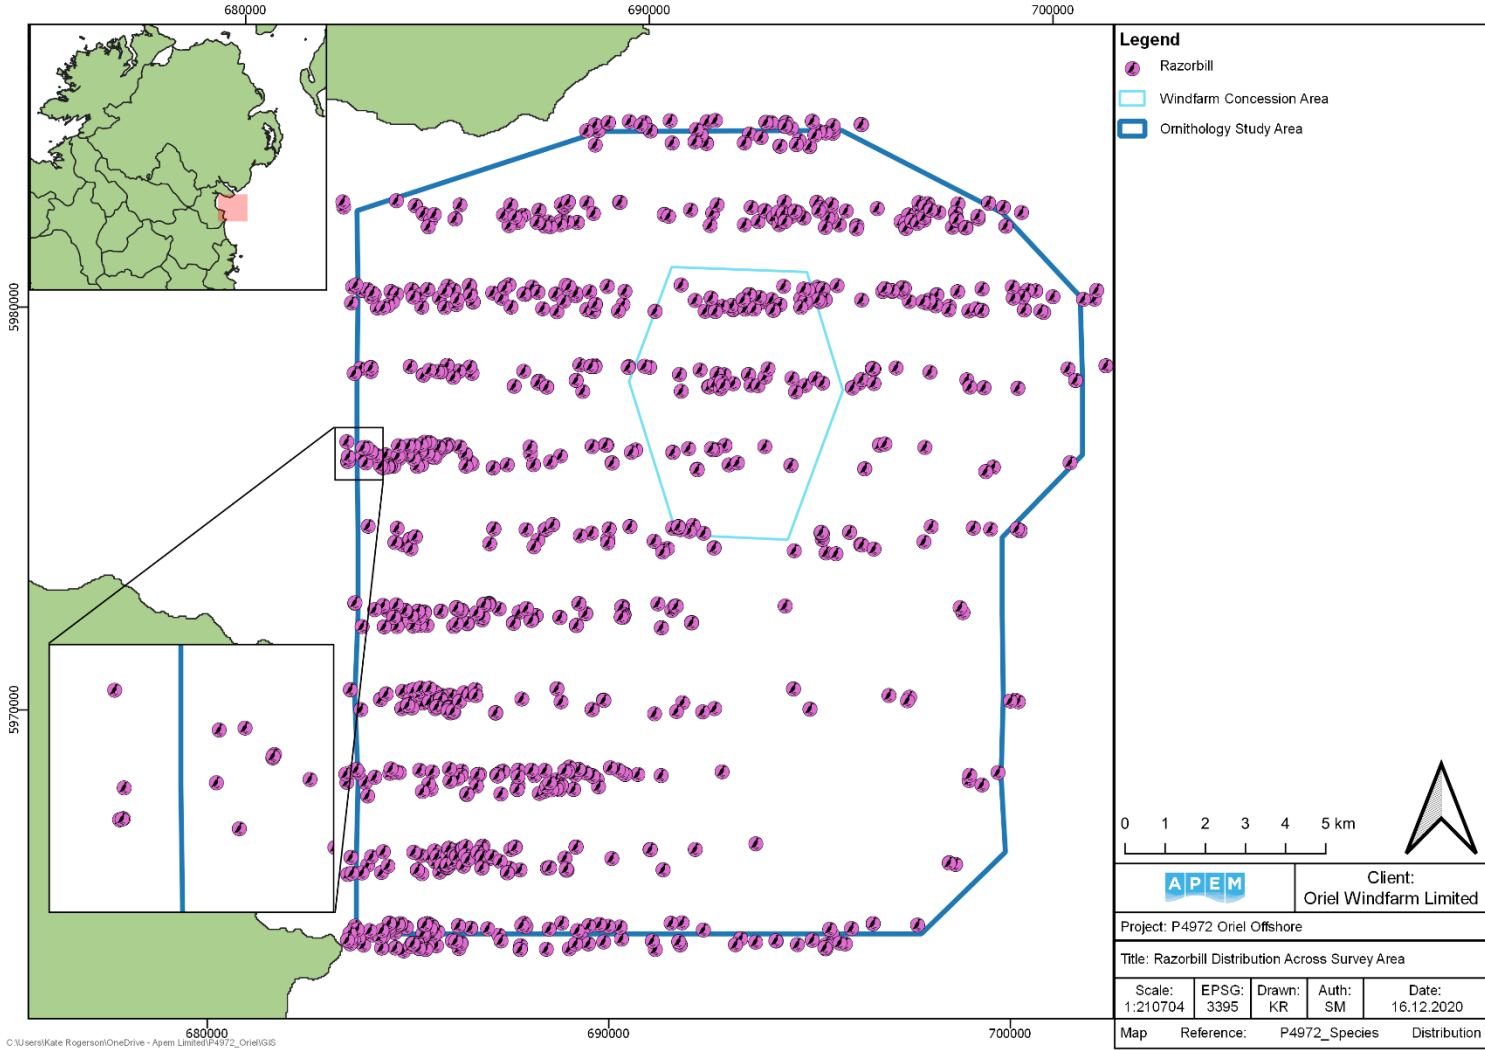 680000
690000
700000
5980000
5970000
680000
690000
700000
Legend
Razorbill
Windfarm Concession Area
Ornithology Study Area
0 1 2 3 4 5 km
APEM
Client:
Oriel Windfarm Limited
Project: P4972 Oriel Offshore
Title: Razorbill Distribution Across Survey Area
Scale: 1:210704
EPSG: 3395
Drawn: KR
Auth: SM
Date: 16.12.2020
Map Reference: P4972_Species Distribution
C:\Users\Kate Rogerson\OneDrive - Apem Limited\P4972_Oriel\GIS